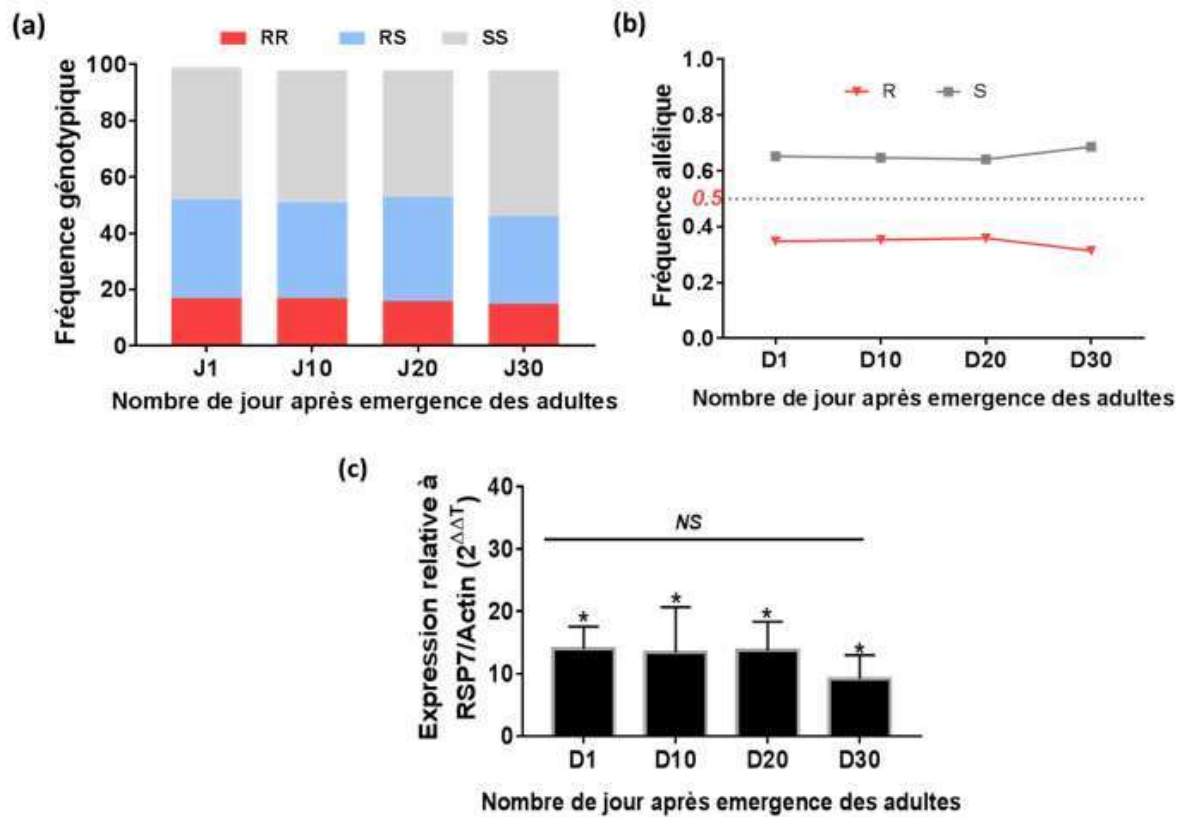 (a)
RR RS SS
Fréquence génotypique
100
80
60
40
20
0
J1 J10 J20 J30
Nombre de jour après emergence des adultes
(b)
R S
Fréquence allélique
1.0
0.8
0.6
0.5
0.4
0.2
0.0
D1 D10 D20 D30
Nombre de jour après emergence des adultes
(c)
Expression relative à
RSP7/Actin (2^ΔΔT)
40
30
20
10
0
NS
* * * *
D1 D10 D20 D30
Nombre de jour après emergence des adultes